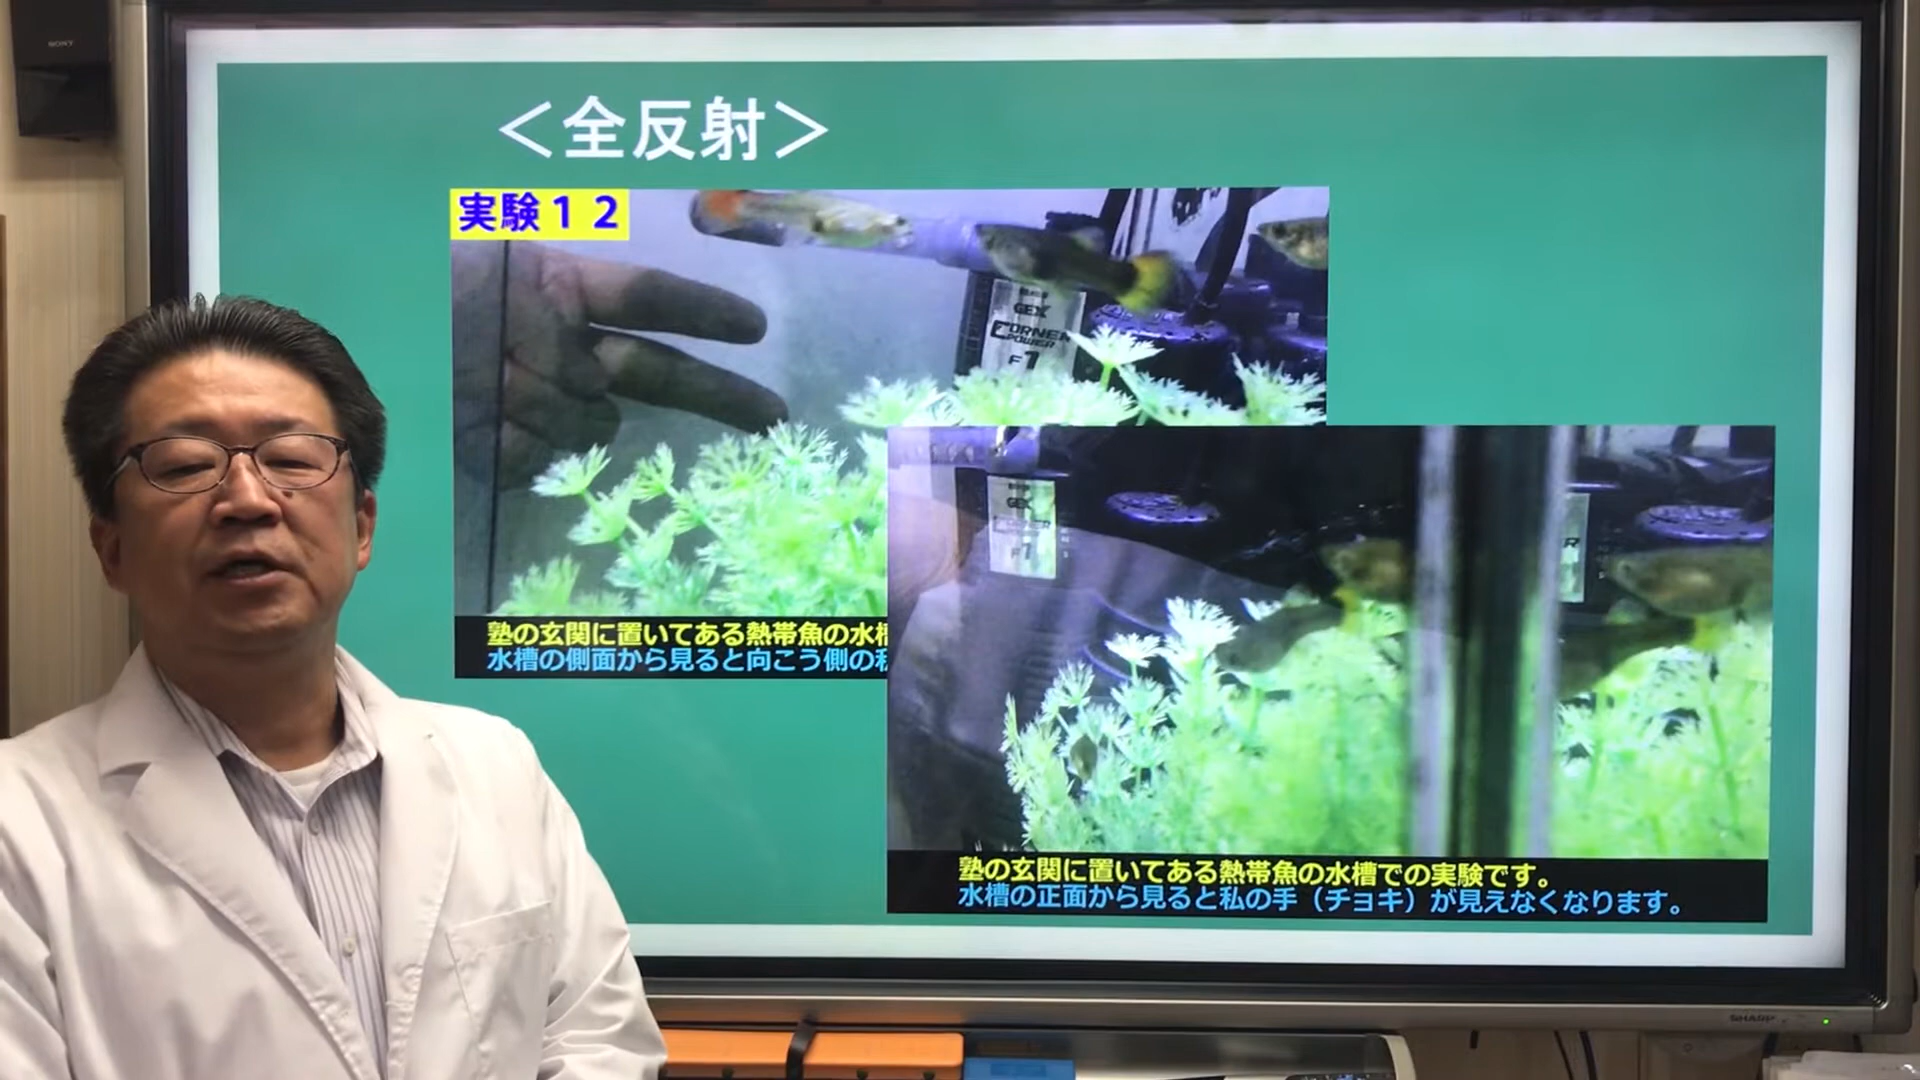 SONY
＜全反射＞
実験１２
GEX
CORNER
POWER
F1
塾の玄関に置いてある熱帯魚の水
水槽の側面から見ると向こう側の
GEX
F1
R
塾の玄関に置いてある熱帯魚の水槽での実験です。
水槽の正面から見ると私の手（チョキ）が見えなくなります。
SHARP